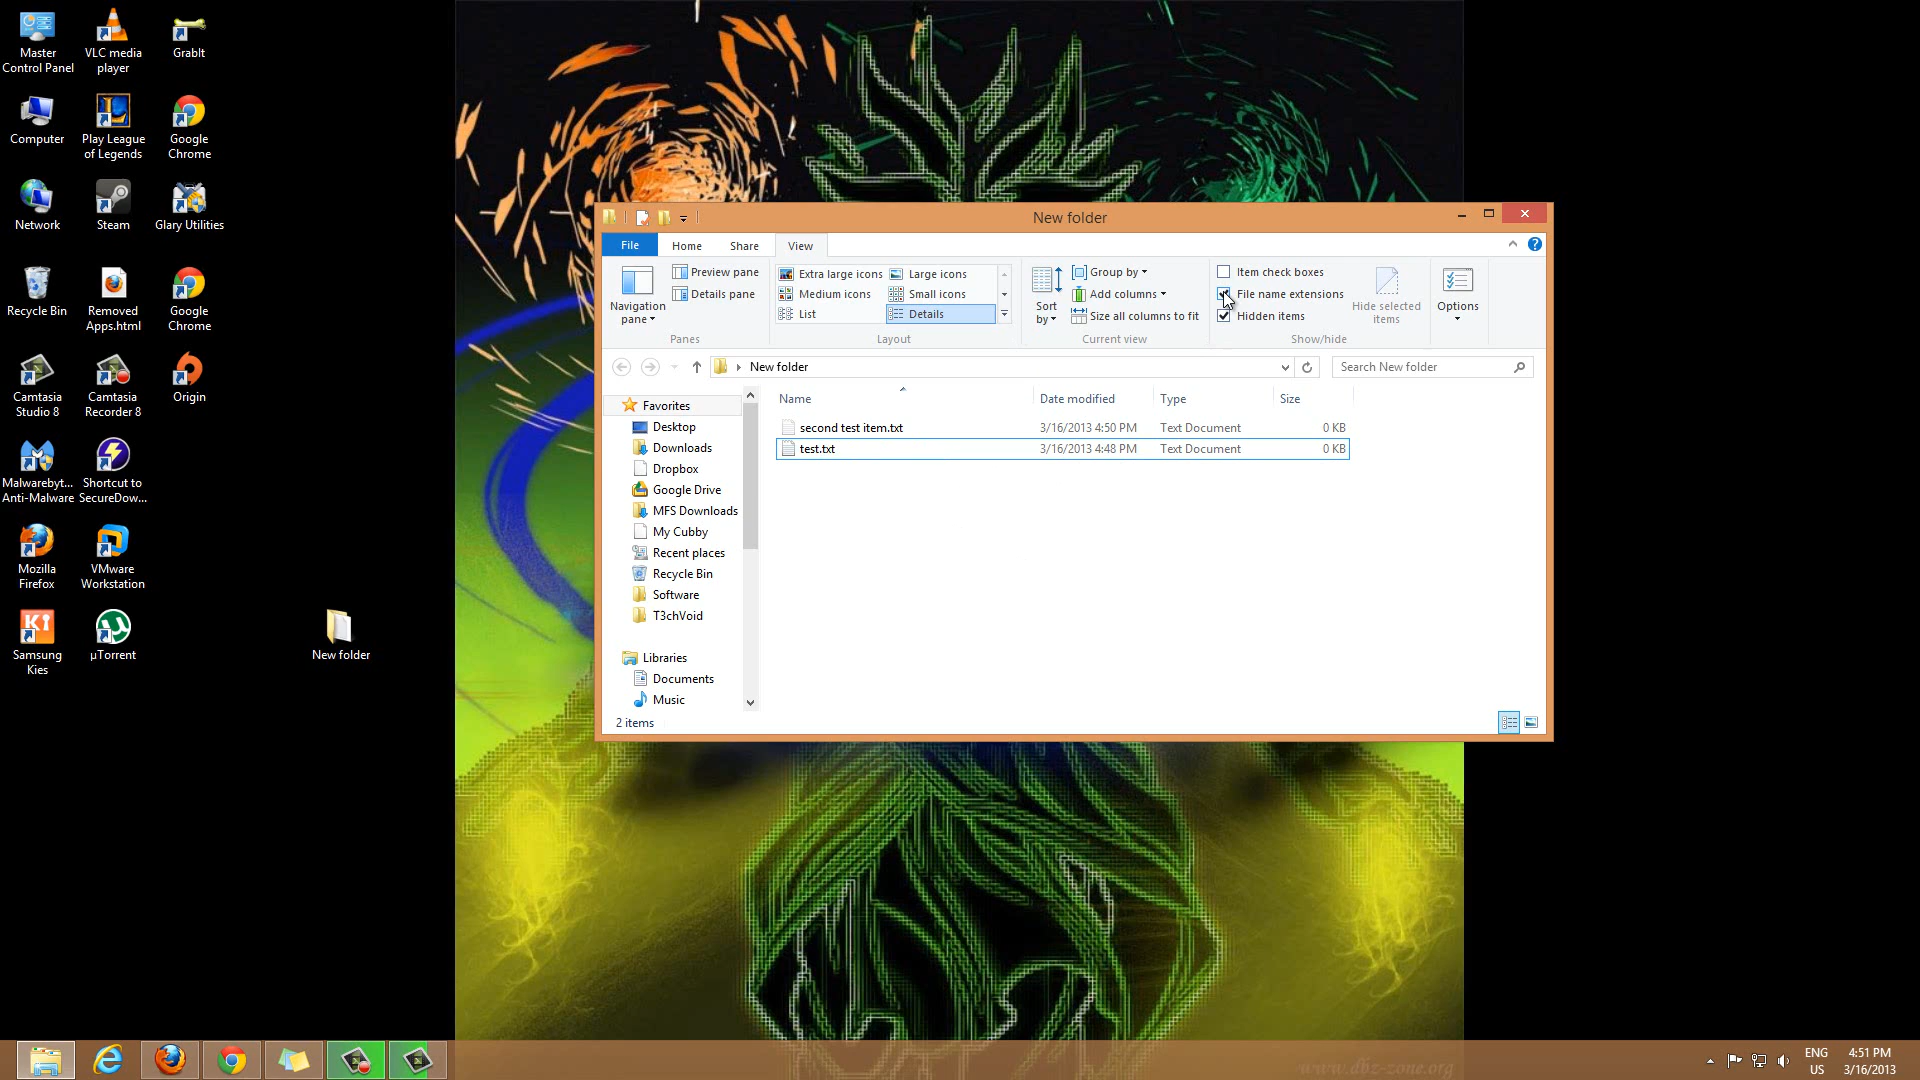 Master
Control Panel
VLC media
player
GrabIt
Computer
Play League
of Legends
Google
Chrome
Network
Steam
Glary Utilities
Recycle Bin
Removed
Apps.html
Google
Chrome
Camtasia
Studio 8
Camtasia
Recorder 8
Origin
Malwarebyt...
Anti-Malware
Shortcut to
SecureDow...
Mozilla
Firefox
VMware
Workstation
Samsung
Kies
µTorrent
New folder
New folder
File
Home
Share
View
Navigation
pane
Preview pane
Details pane
Panes
Extra large icons
Large icons
Medium icons
Small icons
List
Details
Layout
Sort
by
Group by
Add columns
Size all columns to fit
Current view
Item check boxes
File name extensions
Hidden items
Hide selected
items
Show/hide
Options
New folder
Search New folder
Name
Date modified
Type
Size
second test item.txt
3/16/2013 4:50 PM
Text Document
0 KB
test.txt
3/16/2013 4:48 PM
Text Document
0 KB
Favorites
Desktop
Downloads
Dropbox
Google Drive
MFS Downloads
My Cubby
Recent places
Recycle Bin
Software
T3chVoid
Libraries
Documents
Music
2 items
www.dbz-zone.org
ENG
US
4:51 PM
3/16/2013